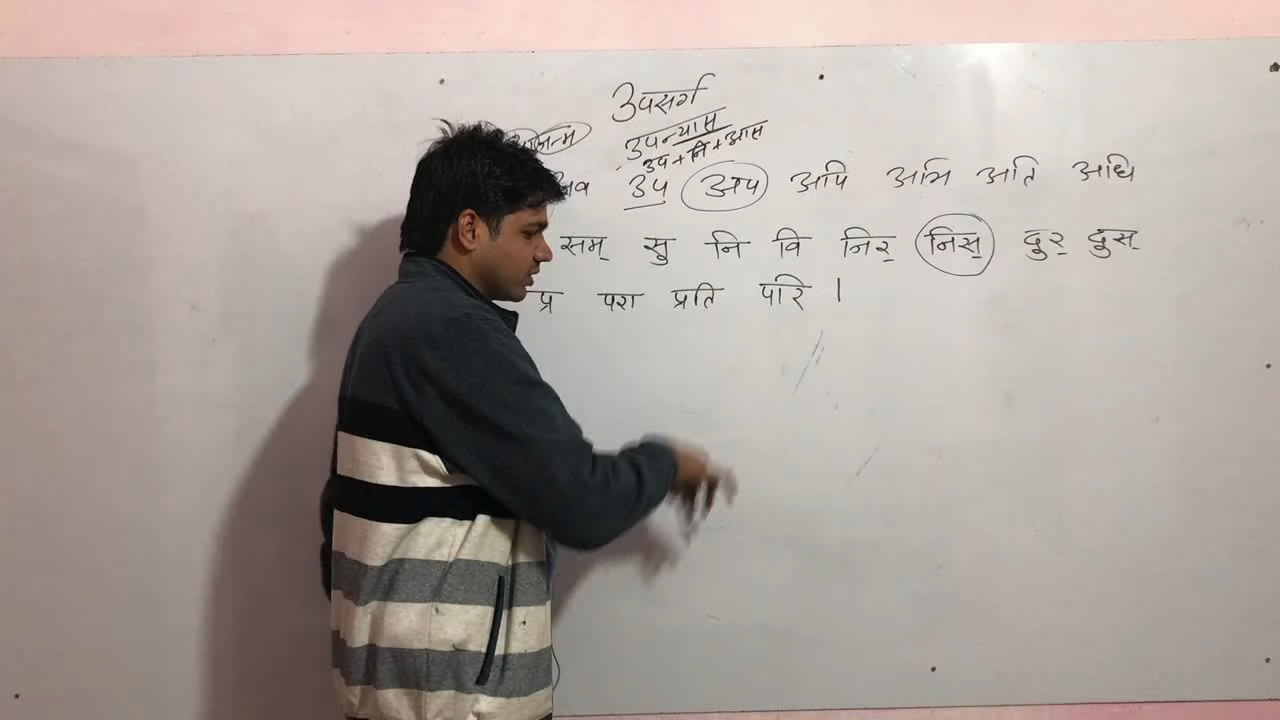 उपसर्ग
उपन्यास
उप + नि + आस
उप अप अपि अभि अति अधि
सम् सु नि वि निर् निस् दुर् दुस्
प्र परा प्रति परि ।